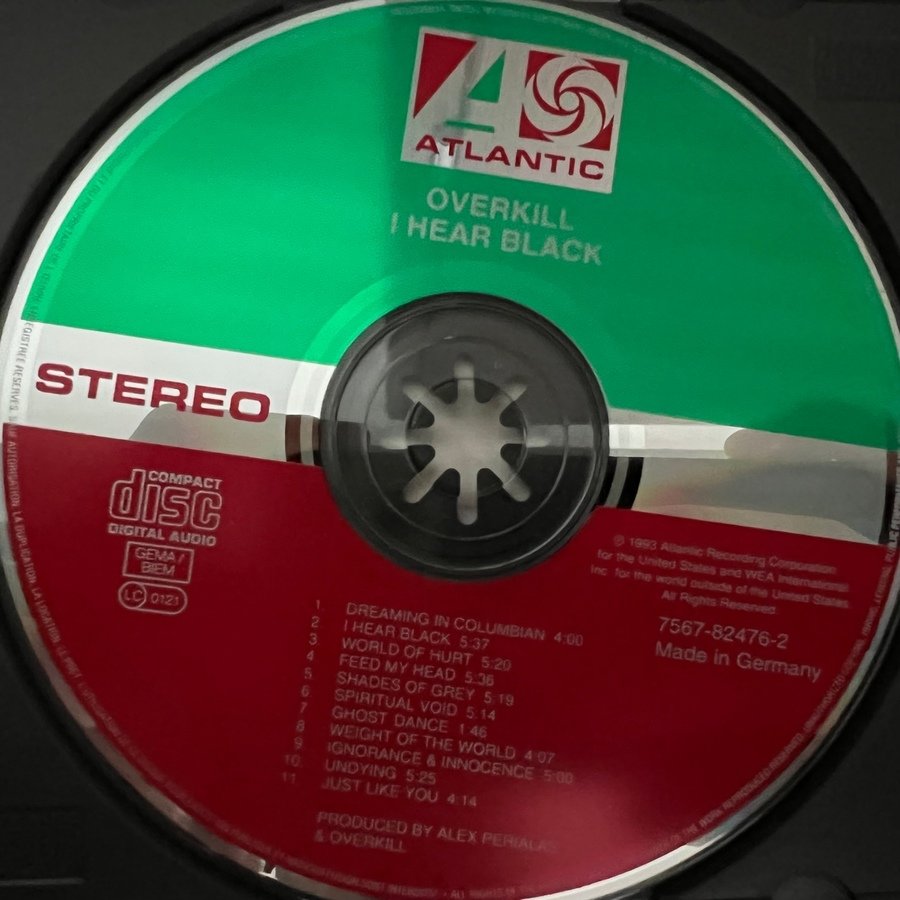 ATLANTIC
OVERKILL
I HEAR BLACK
STEREO
COMPACT
disc
DIGITAL AUDIO
GEMA/
BIEM
LC 0121
℗ 1993 Atlantic Recording Corporation
for the United States and WEA International
Inc. for the world outside of the United States.
All Rights Reserved.
7567-82476-2
Made in Germany
1 DREAMING IN COLUMBIAN 4:00
2 I HEAR BLACK 5:37
3 WORLD OF HURT 5:20
4 FEED MY HEAD 5:36
5 SHADES OF GREY 5:19
6 SPIRITUAL VOID 5:14
7 GHOST DANCE 1:46
8 WEIGHT OF THE WORLD 4:07
9 IGNORANCE & INNOCENCE 5:00
10 UNDYING 5:25
11 JUST LIKE YOU 4:14
PRODUCED BY ALEX PERIALAS
& OVERKILL